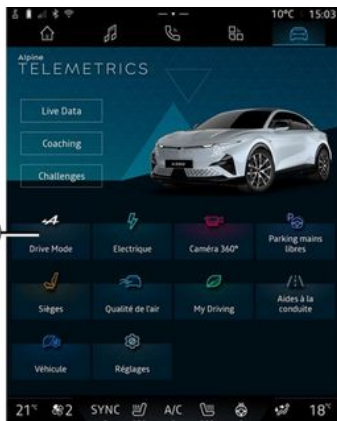 10°C 15:03
Alpine
TELEMETRICS
Live Data
Coaching
Challenges
Drive Mode
Electrique
Caméra 360°
Parking mains
libres
Sièges
Qualité de l'air
My Driving
Aides à la
conduite
Véhicule
Réglages
21°C 2 SYNC A/C 18°C